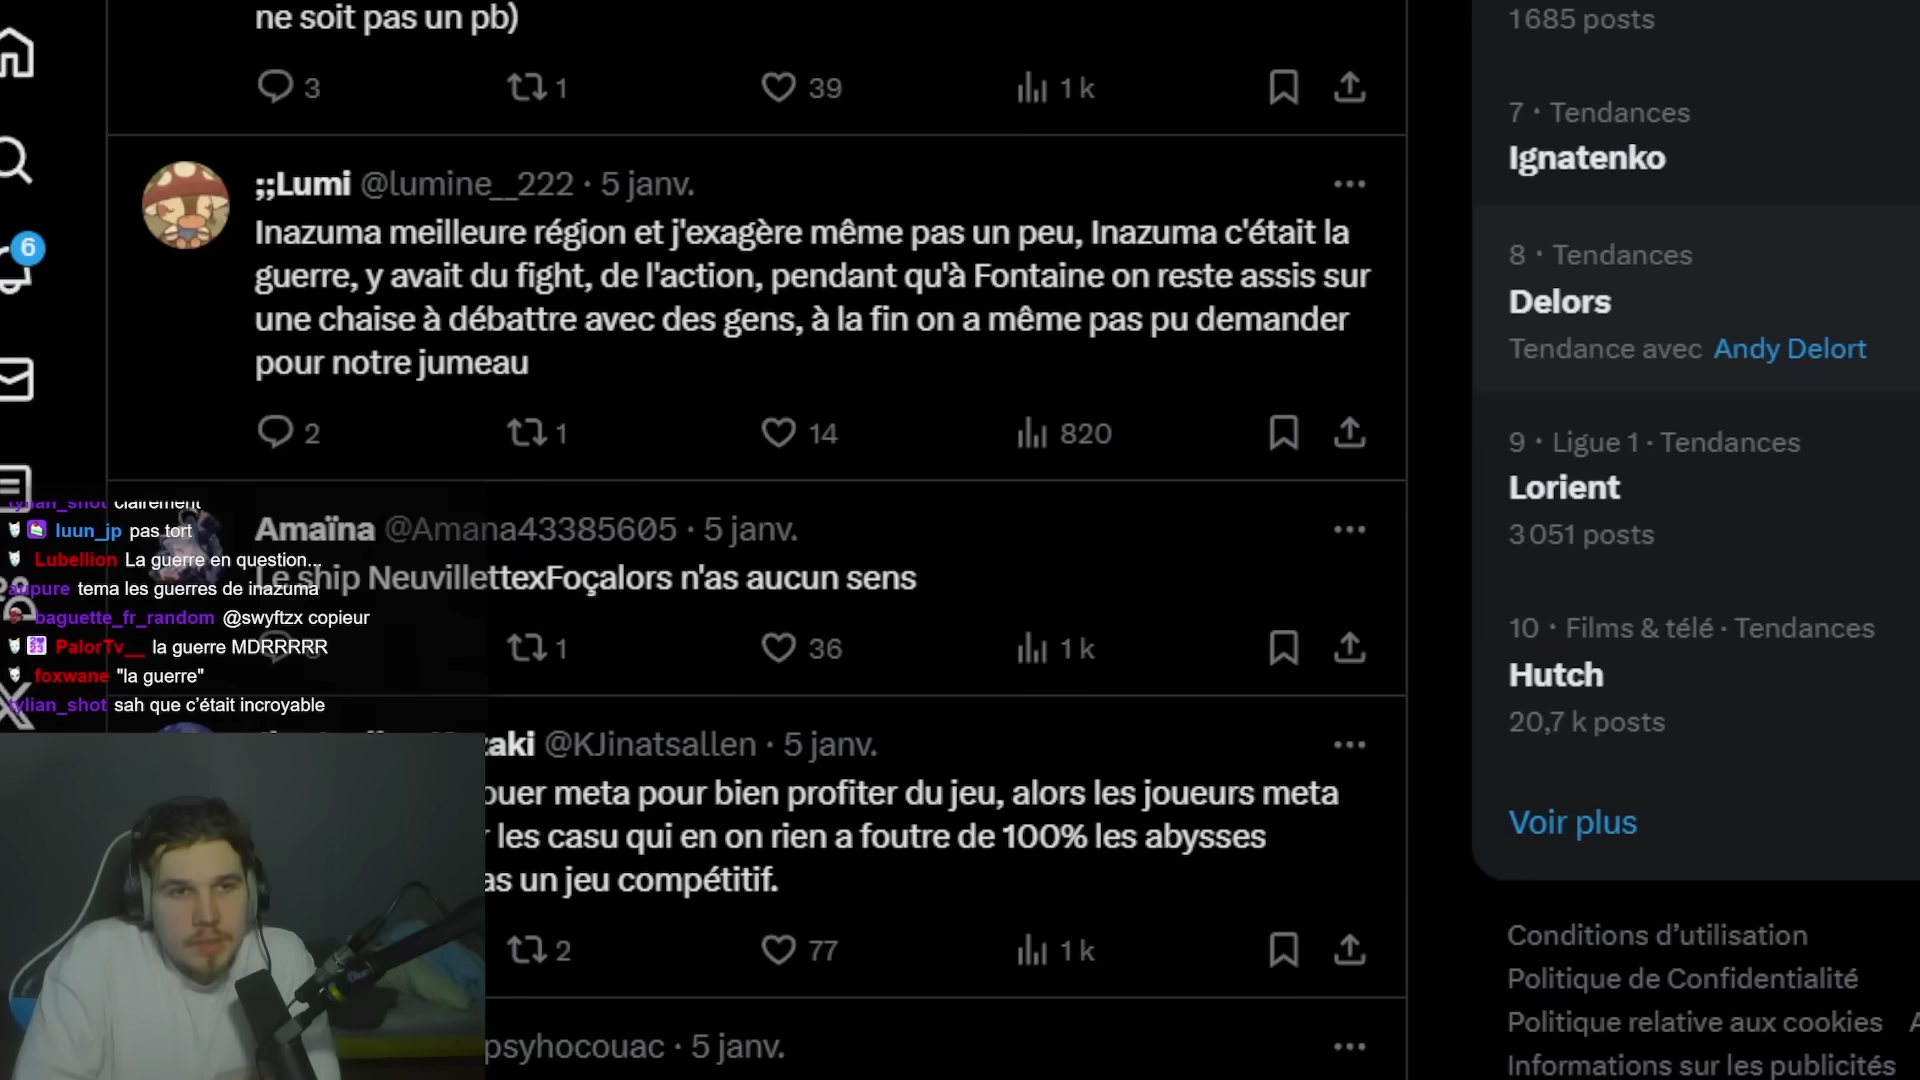 ne soit pas un pb)
3
1
39
1 k
;;Lumi @lumine__222 · 5 janv.
Inazuma meilleure région et j'exagère même pas un peu, Inazuma c'était la
guerre, y avait du fight, de l'action, pendant qu'à Fontaine on reste assis sur
une chaise à débattre avec des gens, à la fin on a même pas pu demander
pour notre jumeau
2
1
14
820
Amaïna @Amana43385605 · 5 janv.
Le ship NeuvillettexFoçalors n'as aucun sens
1
36
1 k
zaki @KJinatsallen · 5 janv.
ouer meta pour bien profiter du jeu, alors les joueurs meta
les casu qui en on rien a foutre de 100% les abysses
as un jeu compétitif.
2
77
1 k
psyhocouac · 5 janv.
6
tylian_shot clairement
luun_jp pas tort
Lubellion La guerre en question...
tema les guerres de inazuma
baguette_fr_random @swyftzx copieur
PalorTv__ la guerre MDRRRRR
foxwane "la guerre"
tylian_shot sah que c'était incroyable
1685 posts
7 · Tendances
Ignatenko
8 · Tendances
Delors
Tendance avec Andy Delort
9 · Ligue 1 · Tendances
Lorient
3 051 posts
10 · Films & télé · Tendances
Hutch
20,7 k posts
Voir plus
Conditions d'utilisation
Politique de Confidentialité
Politique relative aux cookies
Informations sur les publicités